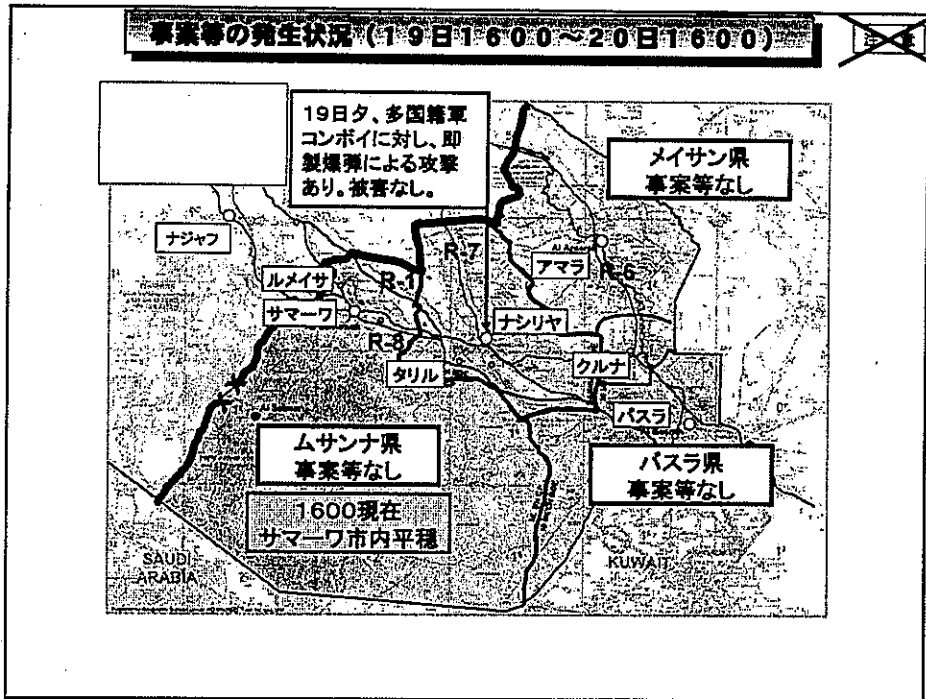 事案等の発生状況（19日1600～20日1600）
19日夕、多国籍軍
コンボイに対し、即
製爆弾による攻撃
あり。被害なし。
メイサン県
事案等なし
ナジャフ
ルメイサ
サマーワ
R-1
R-7
R-8
アマラ
R-6
ナシリヤ
タリル
クルナ
バスラ
ムサンナ県
事案等なし
バスラ県
事案等なし
1600現在
サマーワ市内平穏
SAUDI
ARABIA
KUWAIT